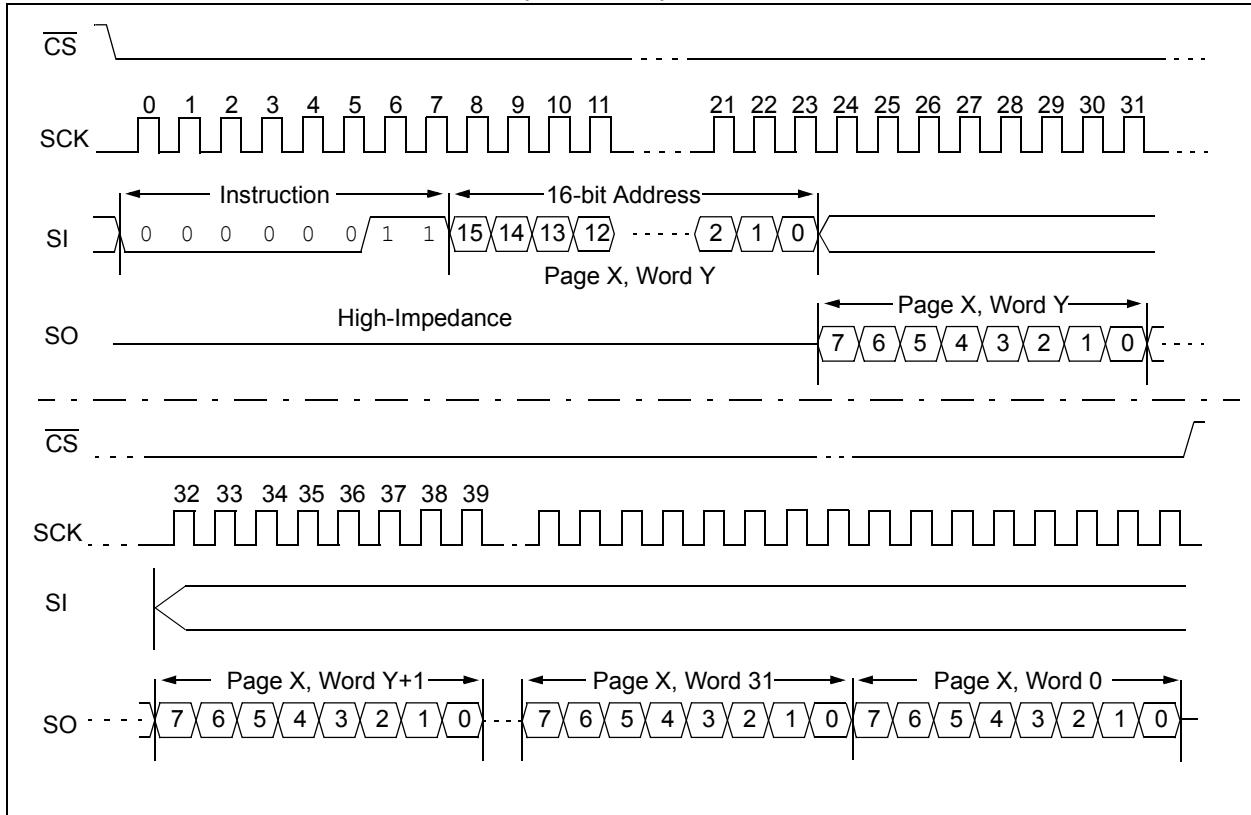 CS
0 1 2 3 4 5 6 7 8 9 10 11 21 22 23 24 25 26 27 28 29 30 31
SCK
Instruction 16-bit Address
SI 0 0 0 0 0 0 1 1 15 14 13 12 2 1 0
Page X, Word Y
High-Impedance Page X, Word Y
SO 7 6 5 4 3 2 1 0
CS
32 33 34 35 36 37 38 39
SCK
SI
Page X, Word Y+1 Page X, Word 31 Page X, Word 0
SO 7 6 5 4 3 2 1 0 7 6 5 4 3 2 1 0 7 6 5 4 3 2 1 0